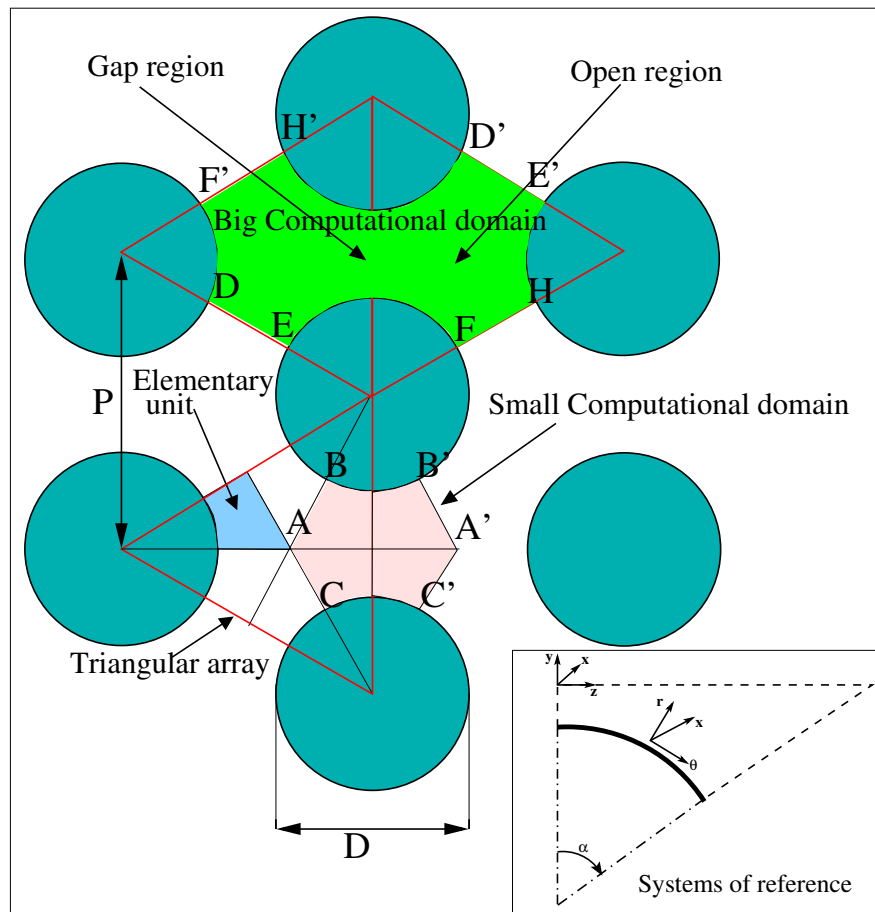 Gap region
Open region
H'
D'
F'
E'
Big Computational domain
D
H
E
F
Elementary
unit
P
Small Computational domain
B
B'
A
A'
C
C'
Triangular array
D
y
x
z
r
x
θ
α
Systems of reference